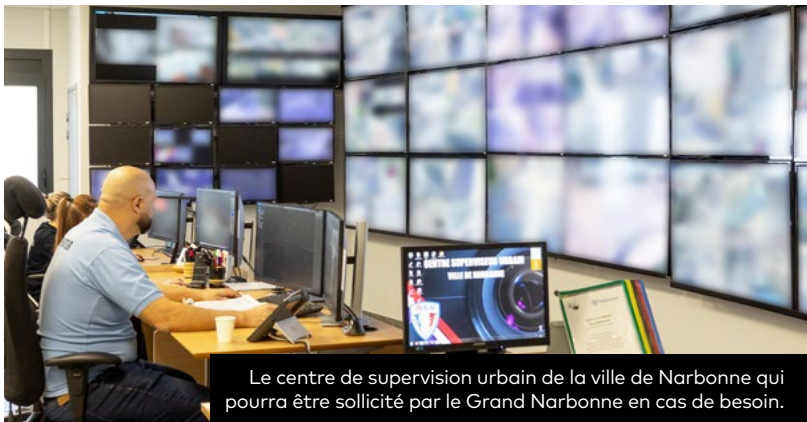 CENTRE SUPERVISEUR URBAIN
VILLE DE NARBONNE
Le centre de supervision urbain de la ville de Narbonne qui
pourra être sollicité par le Grand Narbonne en cas de besoin.